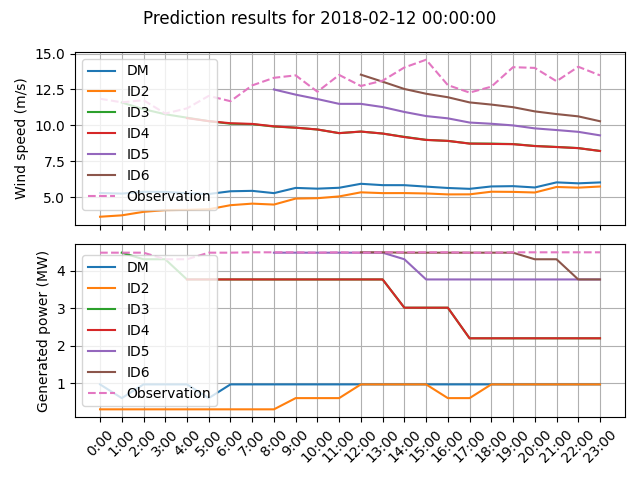 Prediction results for 2018-02-12 00:00:00
Wind speed (m/s)
15.0
12.5
10.0
7.5
5.0
DM
ID2
ID3
ID4
ID5
ID6
Observation
Generated power (MW)
4
3
2
1
DM
ID2
ID3
ID4
ID5
ID6
Observation
0:00 1:00 2:00 3:00 4:00 5:00 6:00 7:00 8:00 9:00 10:00 11:00 12:00 13:00 14:00 15:00 16:00 17:00 18:00 19:00 20:00 21:00 22:00 23:00